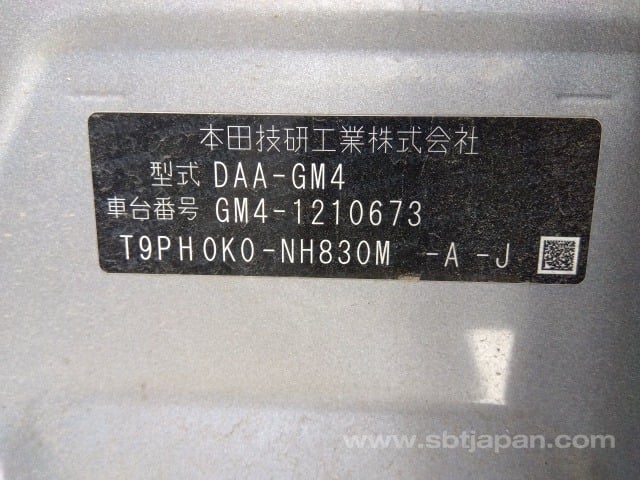 本田技研工業株式会社
型式 DAA-GM4
車台番号 GM4-1210673
T9PH0K0-NH830M -A -J
www.sbtjapan.com